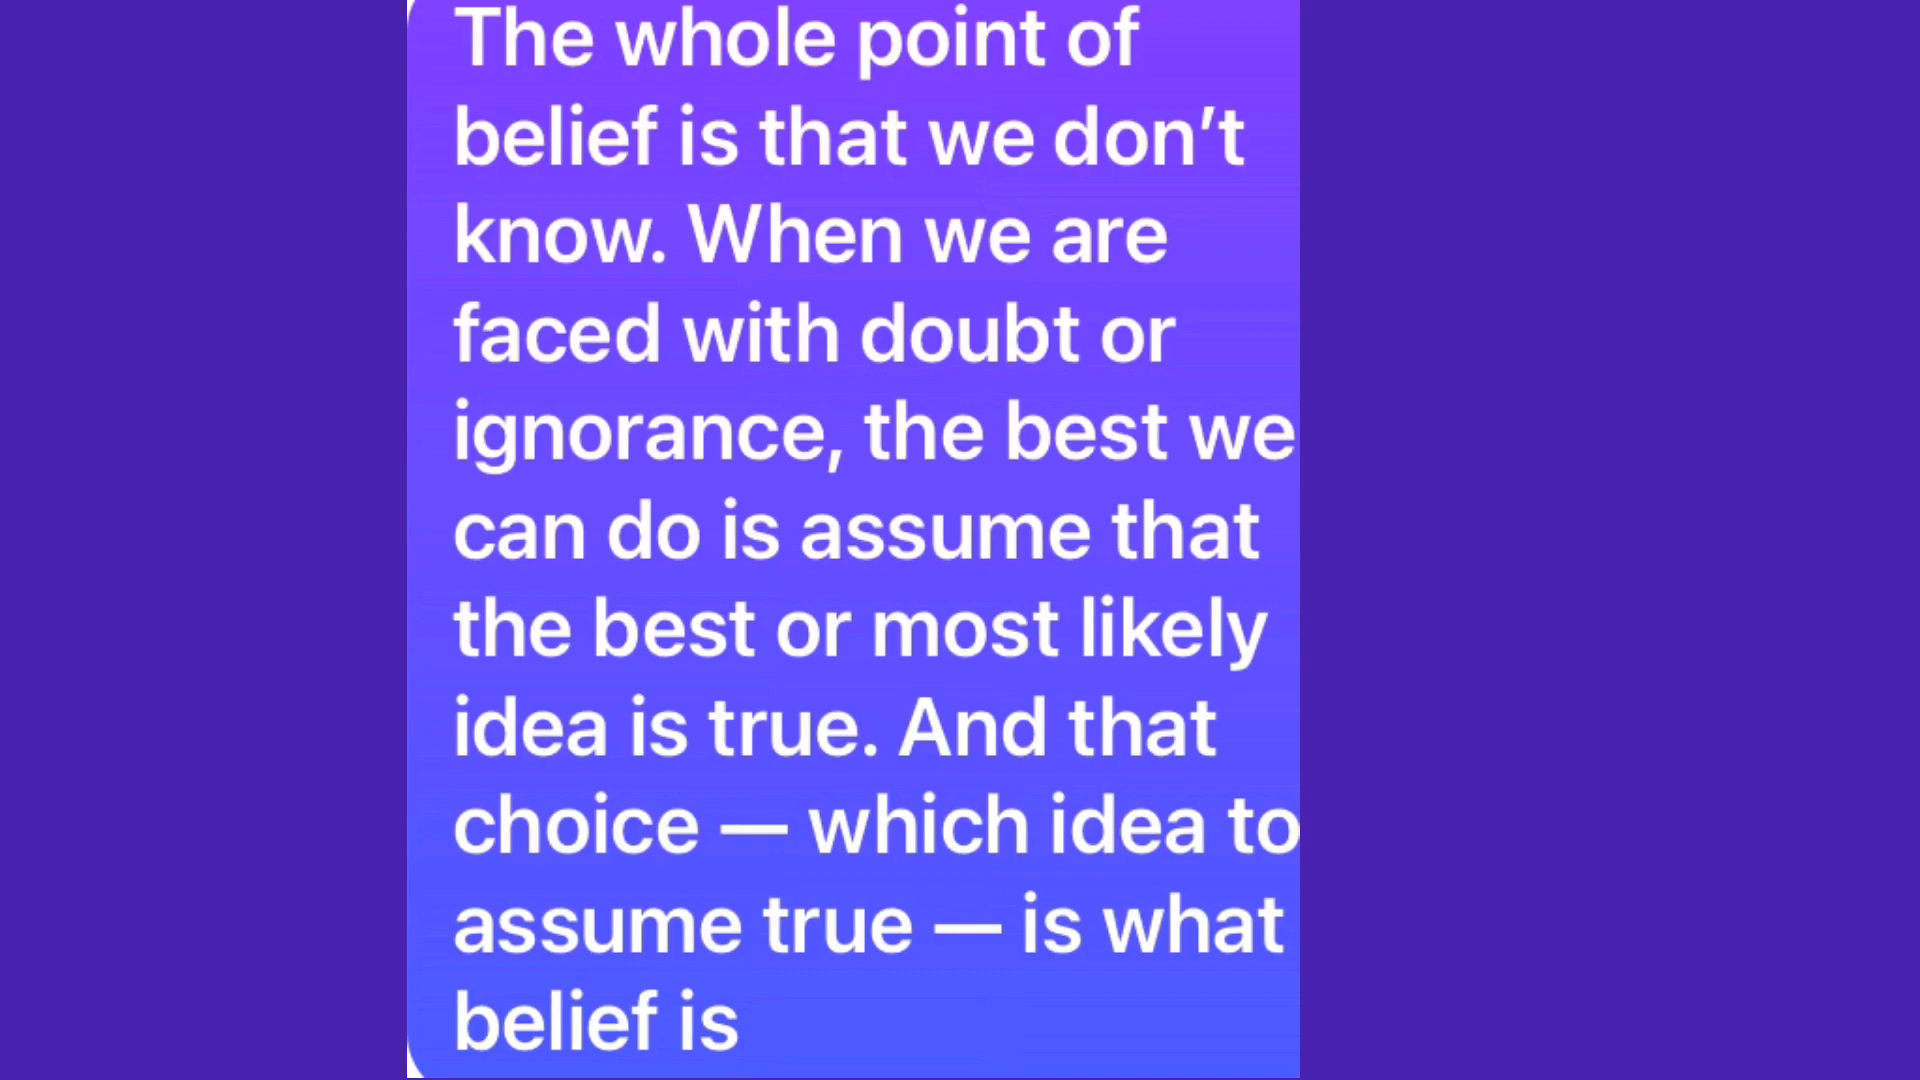 The whole point of
belief is that we don’t
know. When we are
faced with doubt or
ignorance, the best we
can do is assume that
the best or most likely
idea is true. And that
choice — which idea to
assume true — is what
belief is